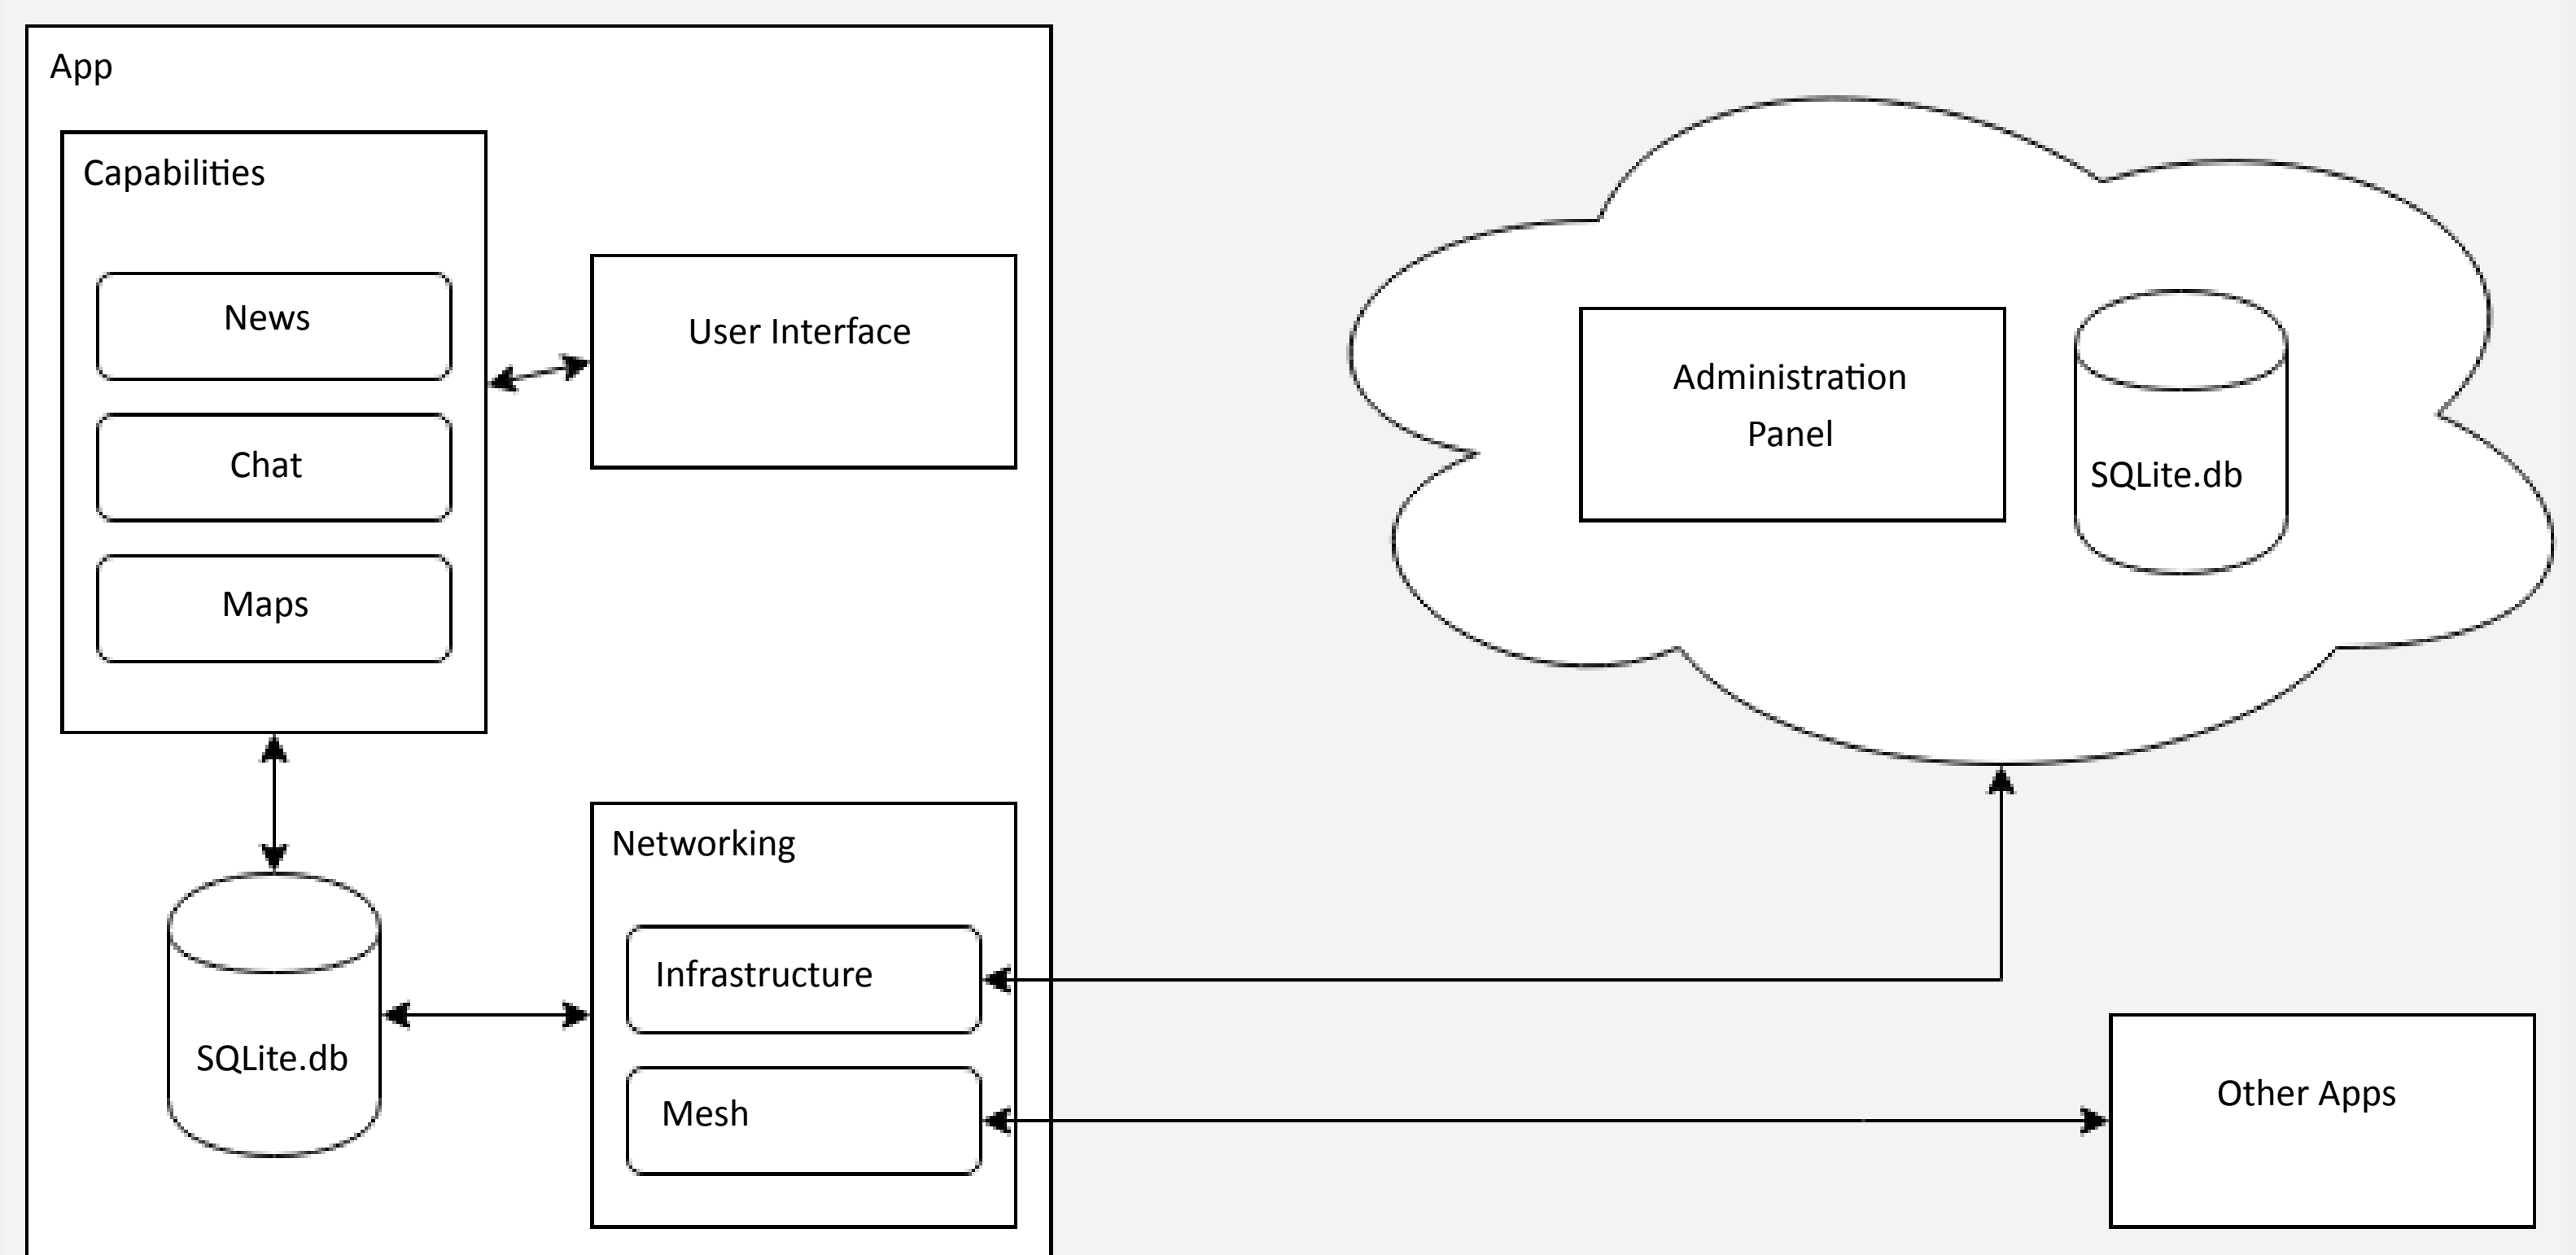 App
Capabilities
News
Chat
Maps
User Interface
SQLite.db
Networking
Infrastructure
Mesh
Administration
Panel
SQLite.db
Other Apps